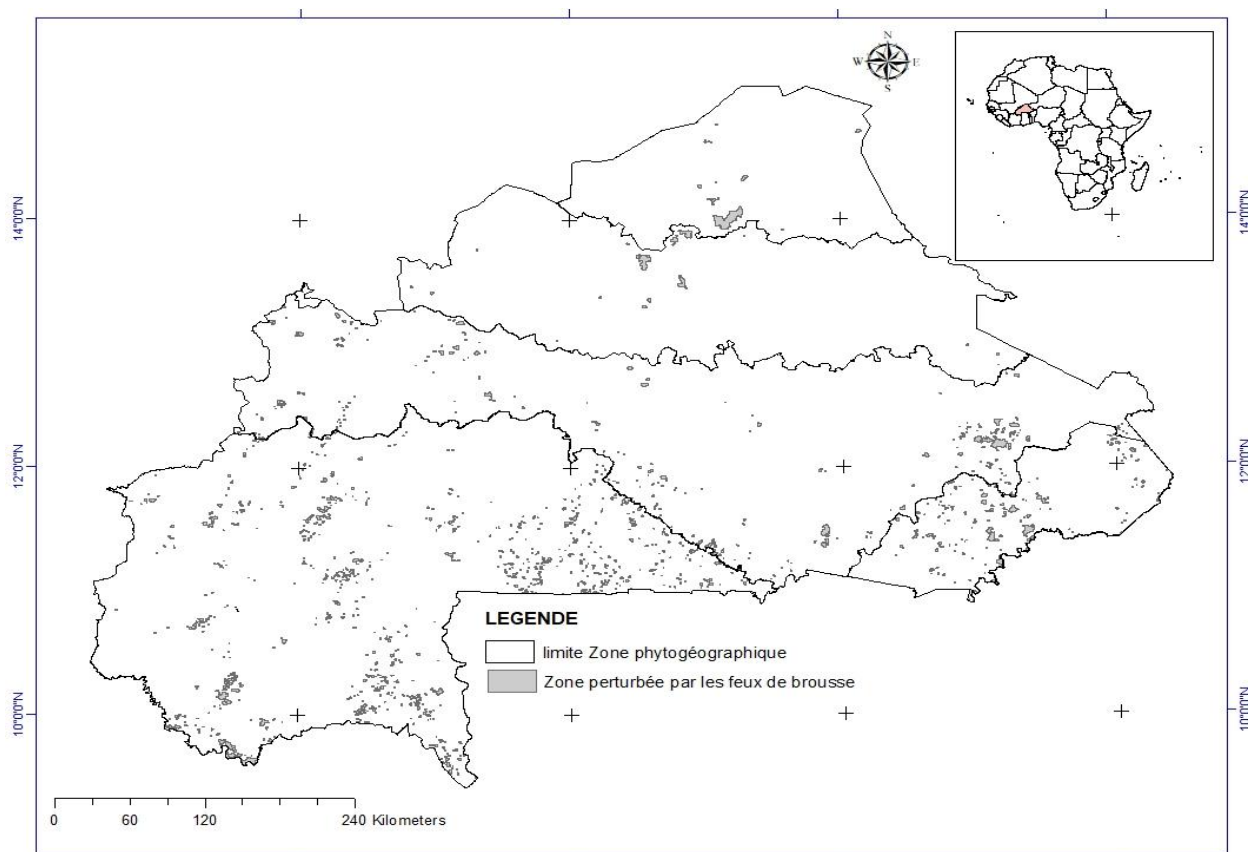 N
W E
S
14°0'0"N
14°0'0"N
12°0'0"N
12°0'0"N
LEGENDE
limite Zone phytogéographique
Zone perturbée par les feux de brousse
10°0'0"N
10°0'0"N
0 60 120 240 Kilometers